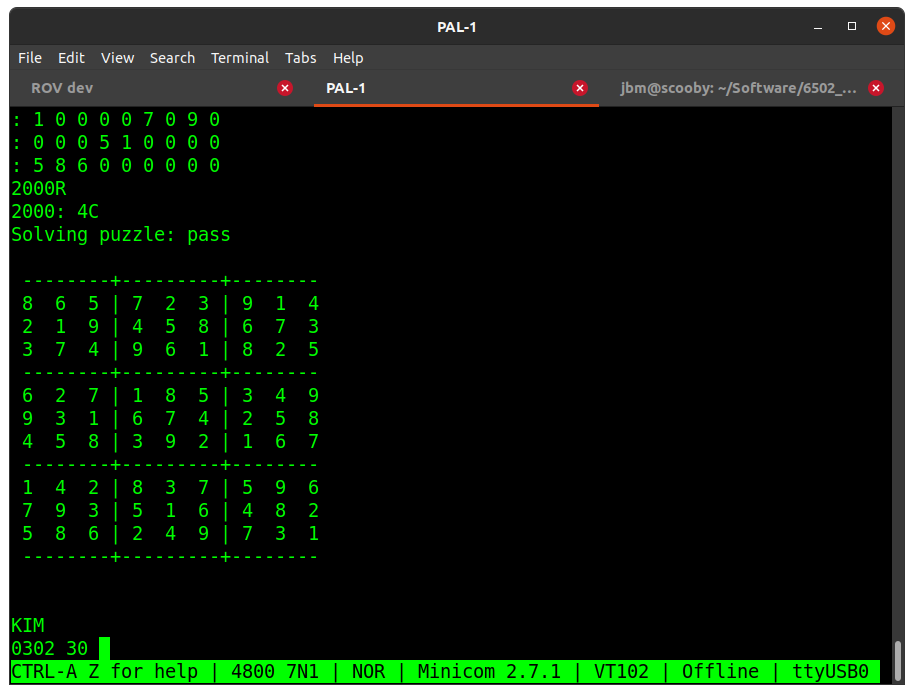 PAL-1
File Edit View Search Terminal Tabs Help
ROV dev PAL-1 jbm@scooby: ~/Software/6502_...
: 1 0 0 0 0 7 0 9 0
: 0 0 0 5 1 0 0 0 0
: 5 8 6 0 0 0 0 0 0
2000R
2000: 4C
Solving puzzle: pass
--------+---------+--------
8 6 5 | 7 2 3 | 9 1 4
2 1 9 | 4 5 8 | 6 7 3
3 7 4 | 9 6 1 | 8 2 5
--------+---------+--------
6 2 7 | 1 8 5 | 3 4 9
9 3 1 | 6 7 4 | 2 5 8
4 5 8 | 3 9 2 | 1 6 7
--------+---------+--------
1 4 2 | 8 3 7 | 5 9 6
7 9 3 | 5 1 6 | 4 8 2
5 8 6 | 2 4 9 | 7 3 1
--------+---------+--------
KIM
0302 30
CTRL-A Z for help | 4800 7N1 | NOR | Minicom 2.7.1 | VT102 | Offline | ttyUSB0